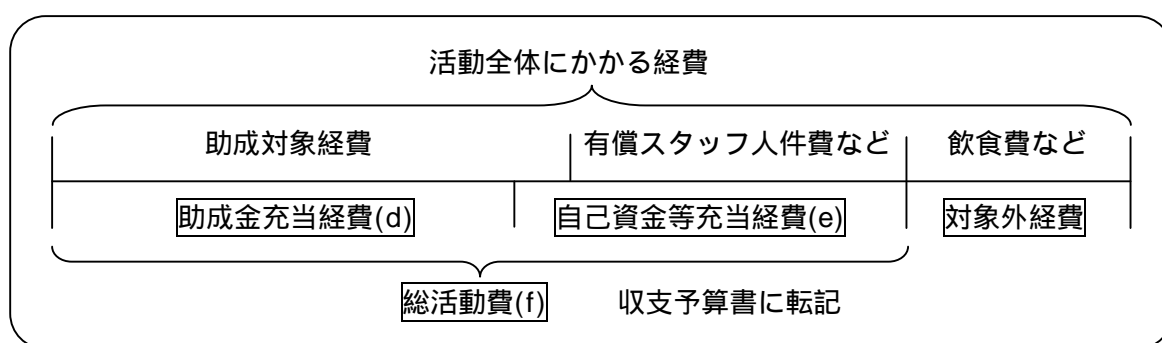 活動全体にかかる経費
助成対象経費 有償スタッフ人件費など 飲食費など
助成金充当経費(d) 自己資金等充当経費(e) 対象外経費
総活動費(f) 収支予算書に転記